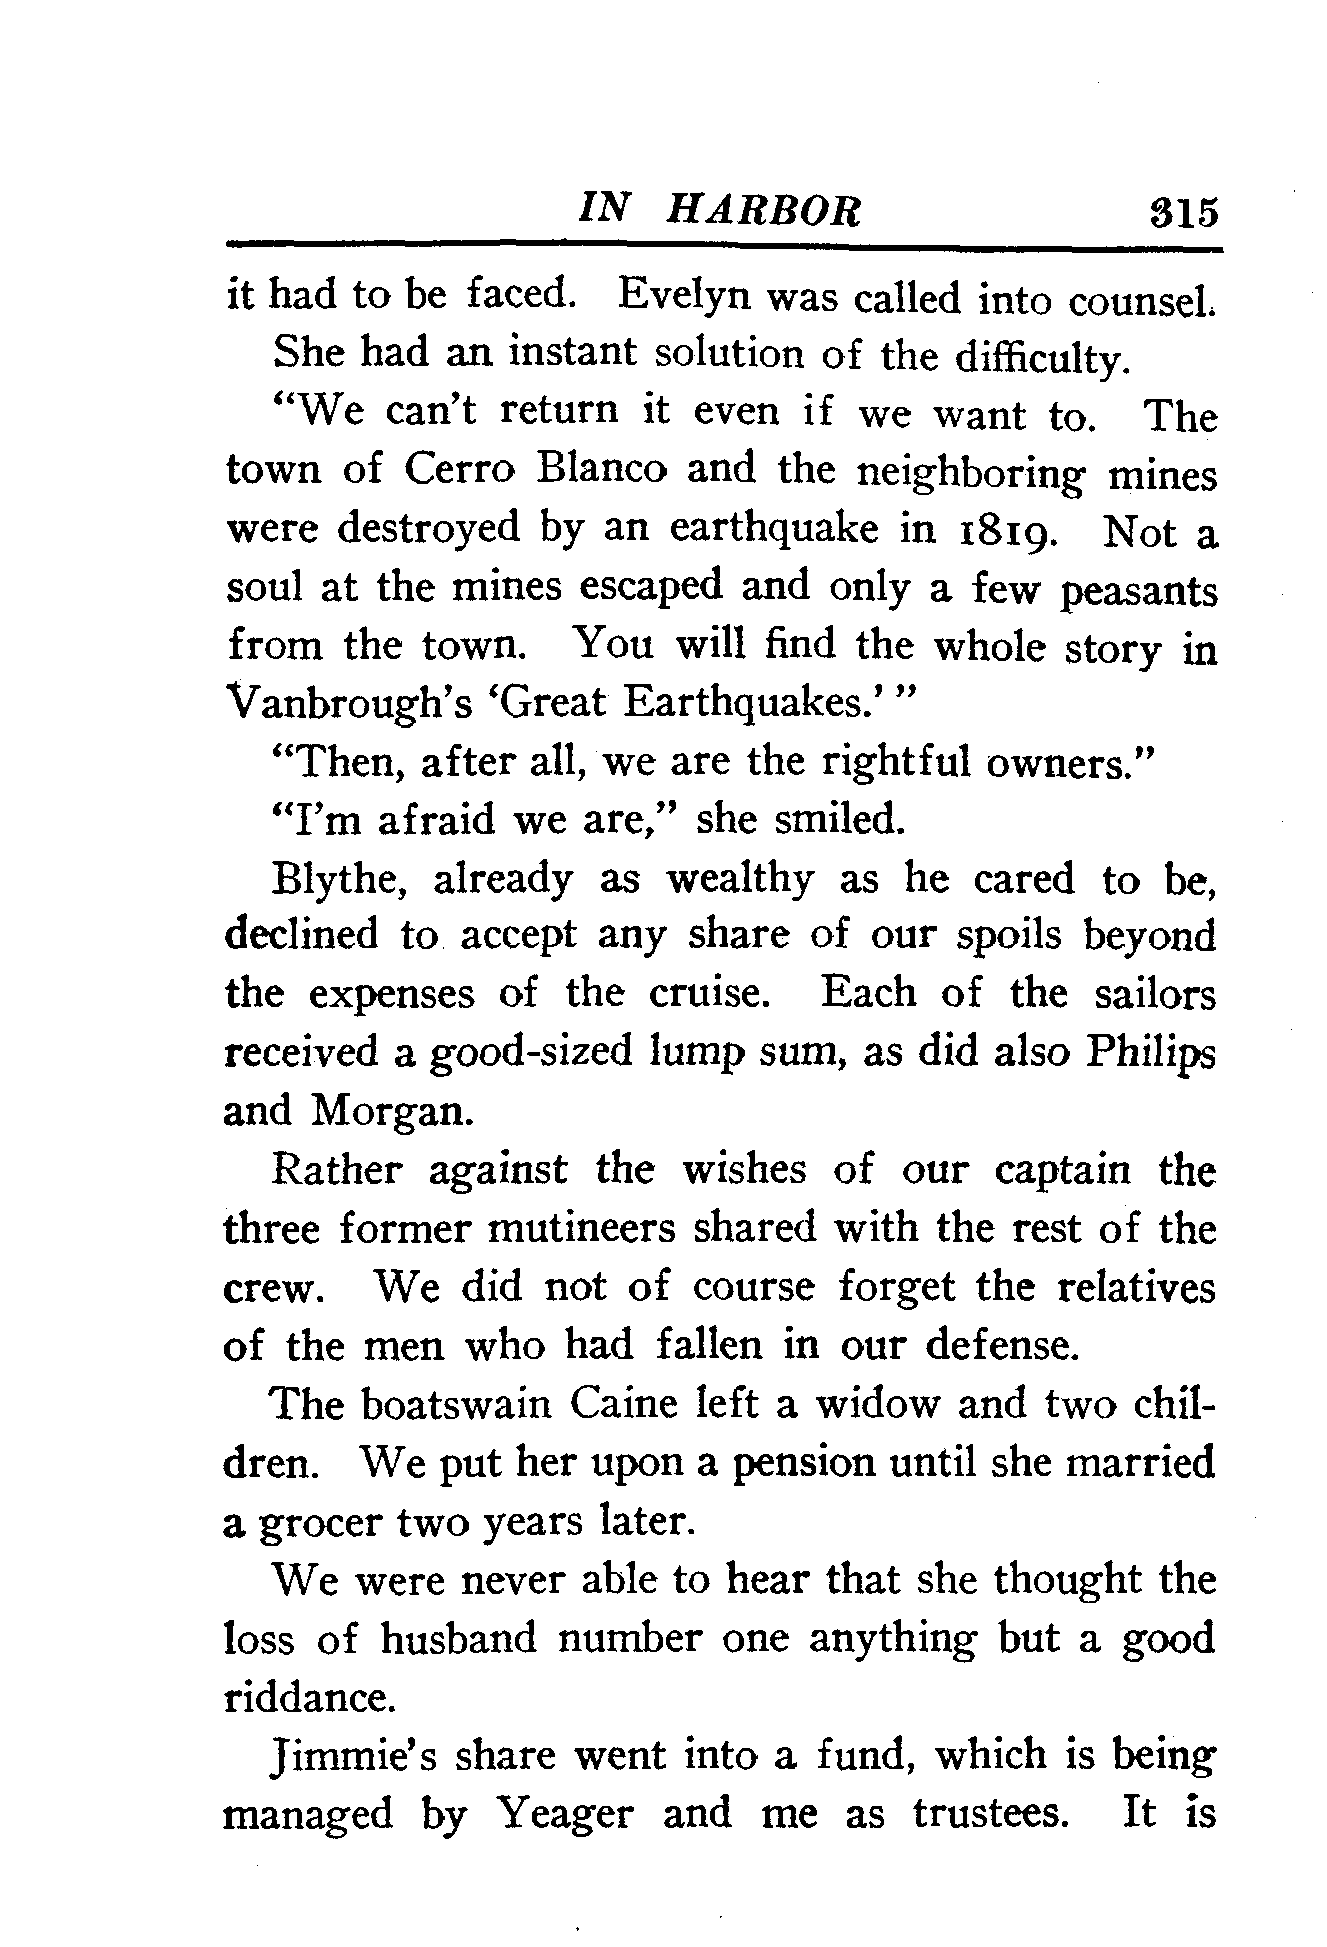 IN HARBOR 315
it had to be faced. Evelyn was called into counsel.
She had an instant solution of the difficulty.
“We can’t return it even if we want to. The
town of Cerro Blanco and the neighboring mines
were destroyed by an earthquake in 1819. Not a
soul at the mines escaped and only a few peasants
from the town. You will find the whole story in
Vanbrough’s ‘Great Earthquakes.’ ”
“Then, after all, we are the rightful owners.”
“I’m afraid we are,” she smiled.
Blythe, already as wealthy as he cared to be,
declined to accept any share of our spoils beyond
the expenses of the cruise. Each of the sailors
received a good-sized lump sum, as did also Philips
and Morgan.
Rather against the wishes of our captain the
three former mutineers shared with the rest of the
crew. We did not of course forget the relatives
of the men who had fallen in our defense.
The boatswain Caine left a widow and two chil-
dren. We put her upon a pension until she married
a grocer two years later.
We were never able to hear that she thought the
loss of husband number one anything but a good
riddance.
Jimmie’s share went into a fund, which is being
managed by Yeager and me as trustees. It is